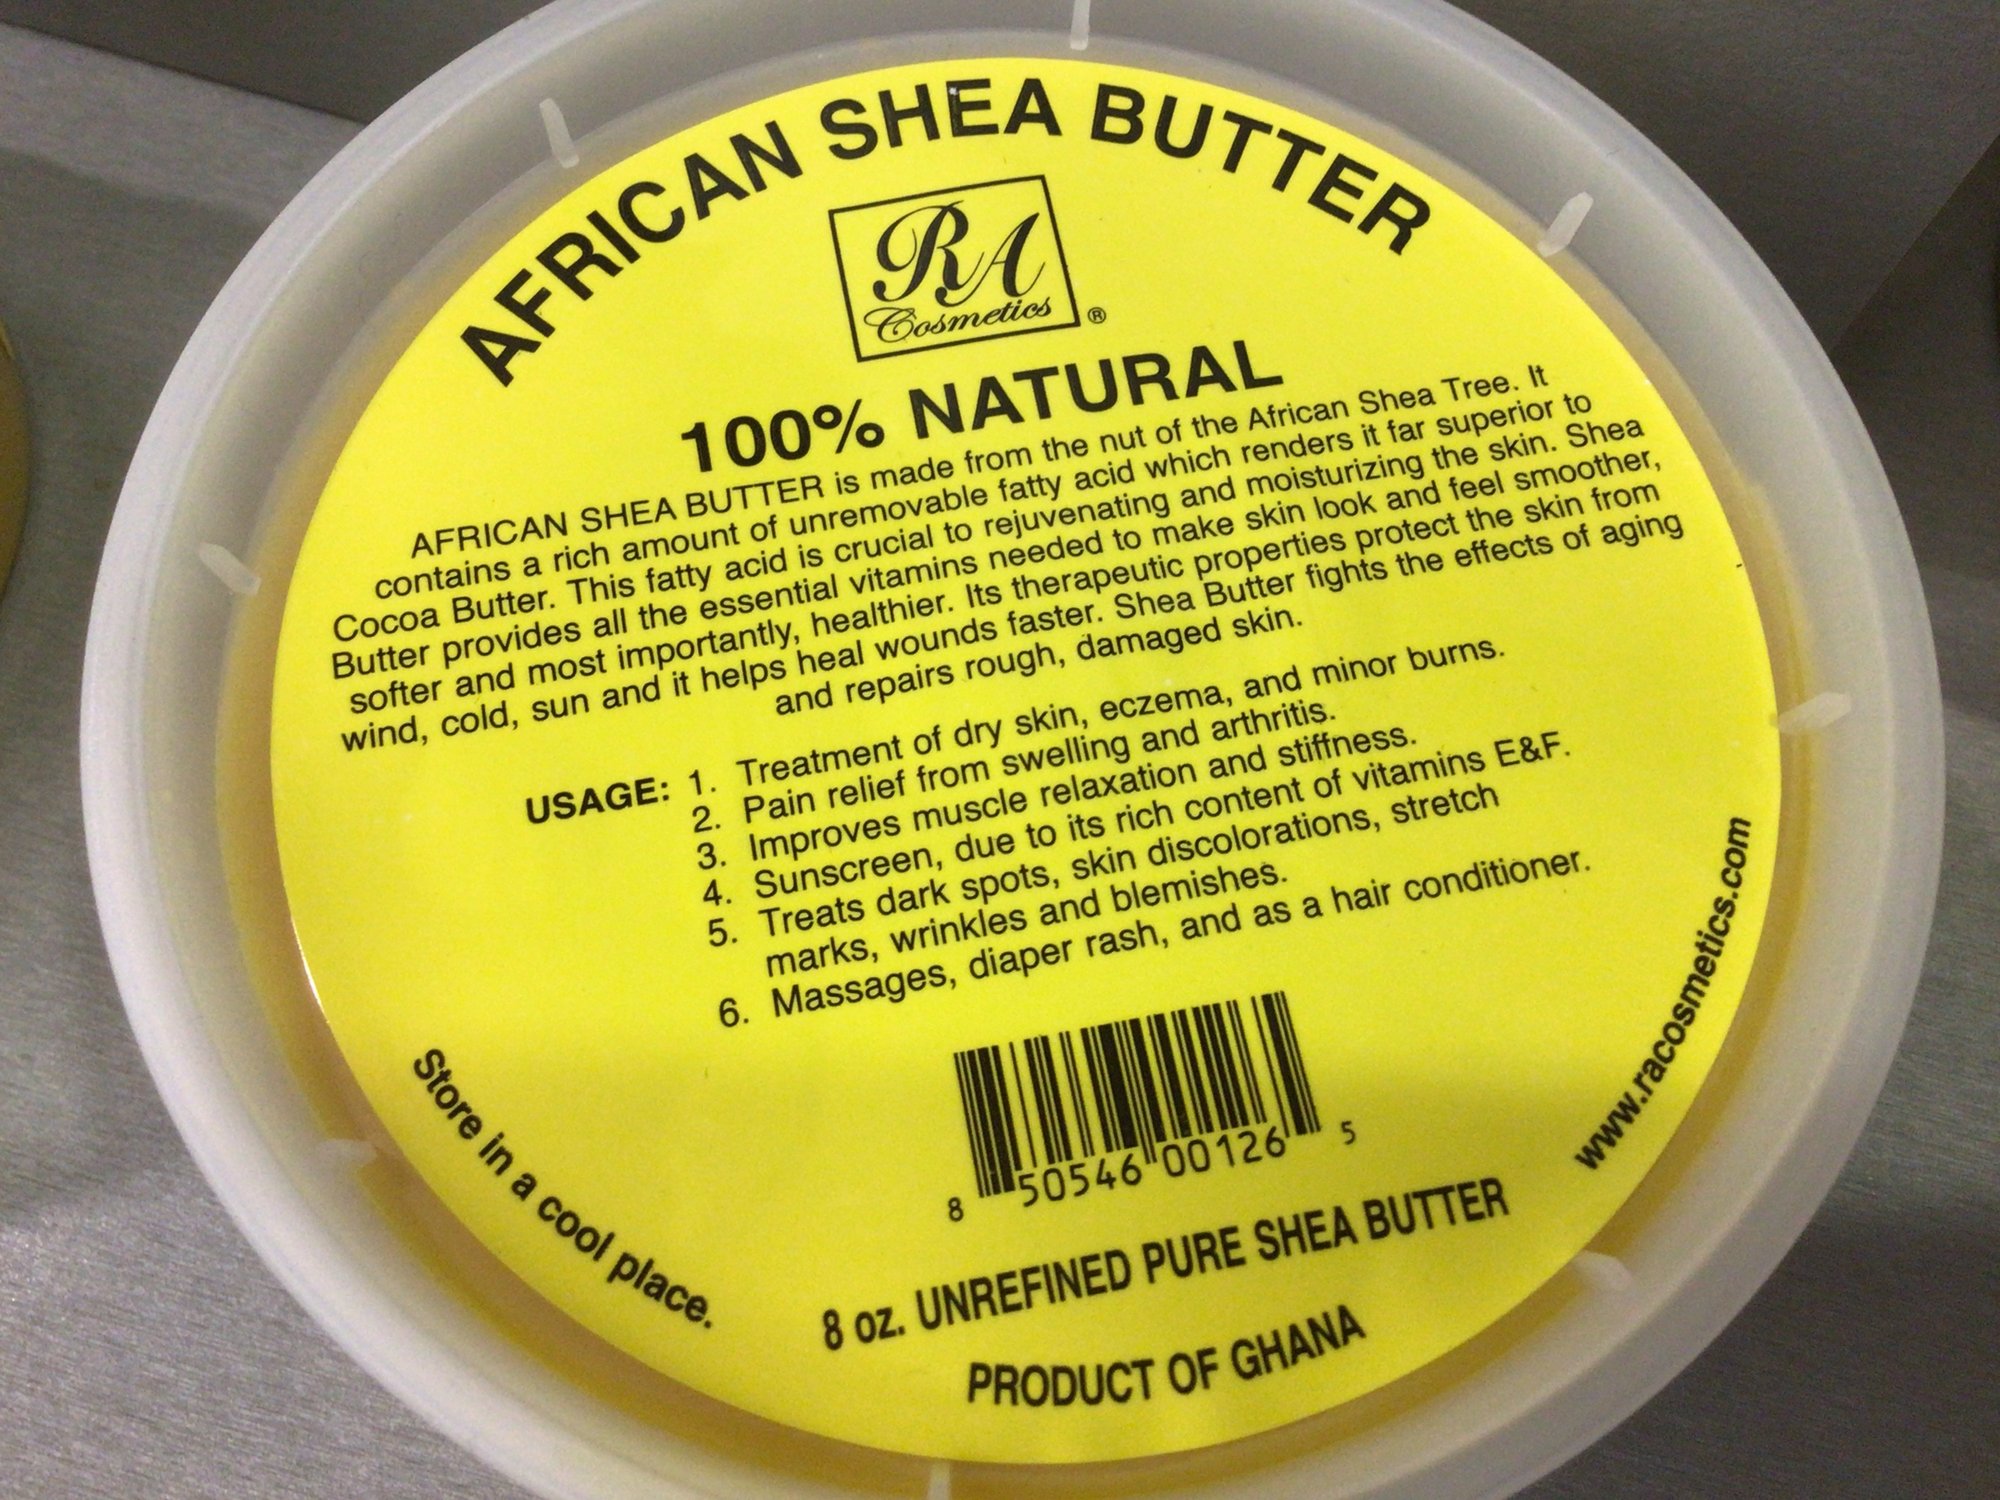 AFRICAN SHEA BUTTER
RA
Cosmetics ®
100% NATURAL
AFRICAN SHEA BUTTER is made from the nut of the African Shea Tree. It
contains a rich amount of unremovable fatty acid which renders it far superior to
Cocoa Butter. This fatty acid is crucial to rejuvenating and moisturizing the skin. Shea
Butter provides all the essential vitamins needed to make skin look and feel smoother,
softer and most importantly, healthier. Its therapeutic properties protect the skin from
wind, cold, sun and it helps heal wounds faster. Shea Butter fights the effects of aging
and repairs rough, damaged skin.
USAGE: 1. Treatment of dry skin, eczema, and minor burns.
2. Pain relief from swelling and arthritis.
3. Improves muscle relaxation and stiffness.
4. Sunscreen, due to its rich content of vitamins E&F.
5. Treats dark spots, skin discolorations, stretch
marks, wrinkles and blemishes.
6. Massages, diaper rash, and as a hair conditioner.
8 50546 00126 5
Store in a cool place.
www.racosmetics.com
8 oz. UNREFINED PURE SHEA BUTTER
PRODUCT OF GHANA